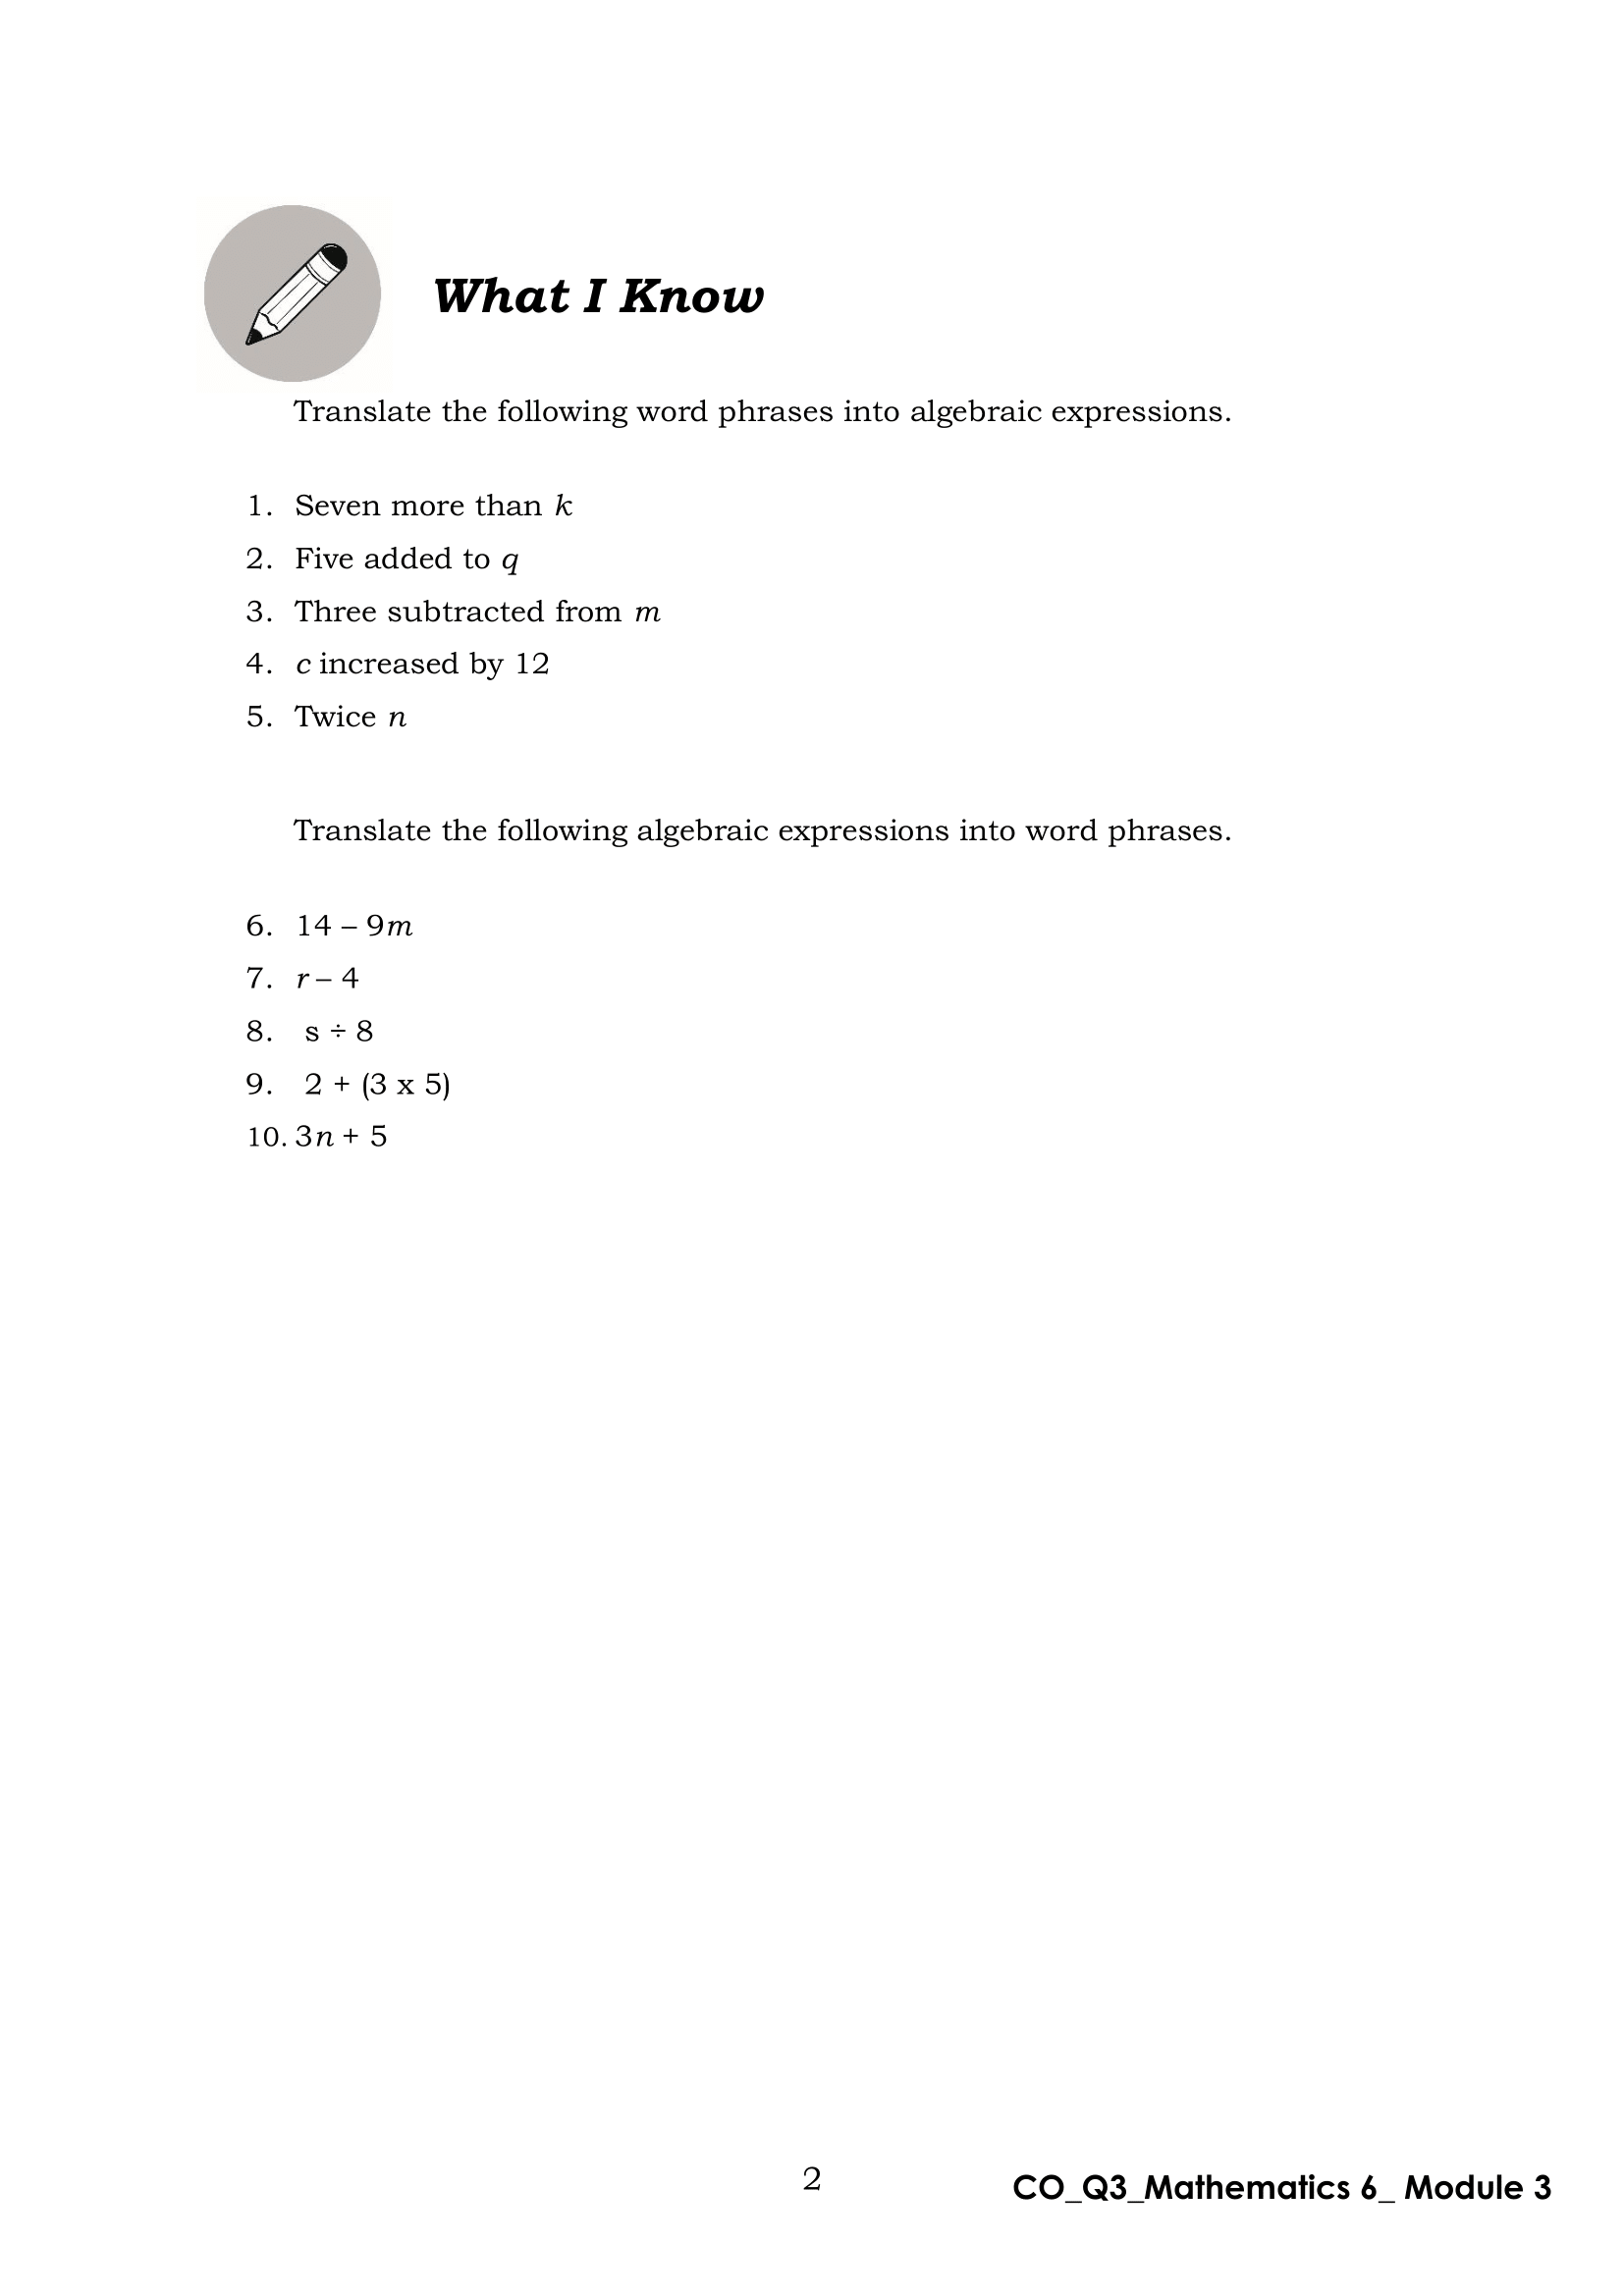 What I Know
Translate the following word phrases into algebraic expressions.
1. Seven more than k
2. Five added to q
3. Three subtracted from m
4. c increased by 12
5. Twice n
Translate the following algebraic expressions into word phrases.
6. 14 – 9m
7. r – 4
8. s ÷ 8
9. 2 + (3 x 5)
10. 3n + 5
2
CO_Q3_Mathematics 6_ Module 3